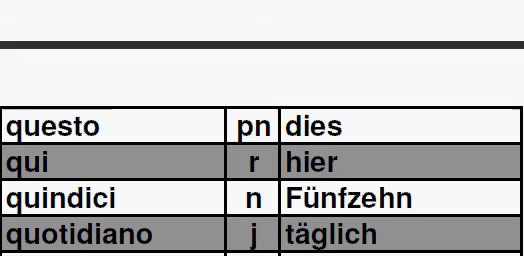 questo pn dies
qui r hier
quindici n Fünfzehn
quotidiano j täglich